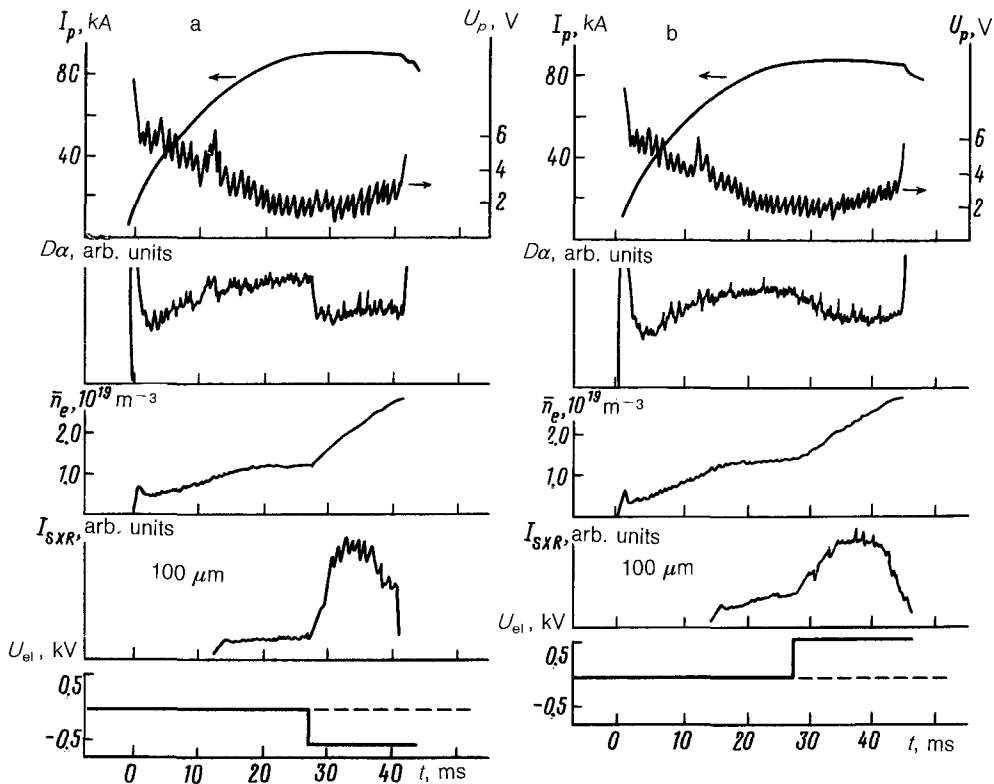 I_p, kA a U_p, V
80
40
6
4
2
Dα, arb. units
n̄_e, 10^19 m^−3
2,0
1,0
I_SXR, arb. units
100 μm
U_el, kV
0,5
−0,5
0 10 20 30 40 t, ms
I_p, kA b U_p, V
80
40
6
4
2
Dα, arb. units
n̄_e, 10^19 m^−3
2,0
1,0
I_SXR, arb. units
100 μm
U_el, kV
0,5
−0,5
0 10 20 30 40 t, ms